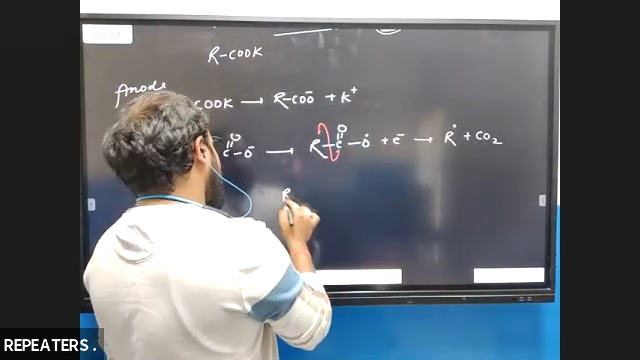 R-COOK
Anode
COOK → R-COO⁻ + K⁺
O
C-O⁻ → R-C-O• + e⁻ → R• + CO₂
O
R
REPEATERS.